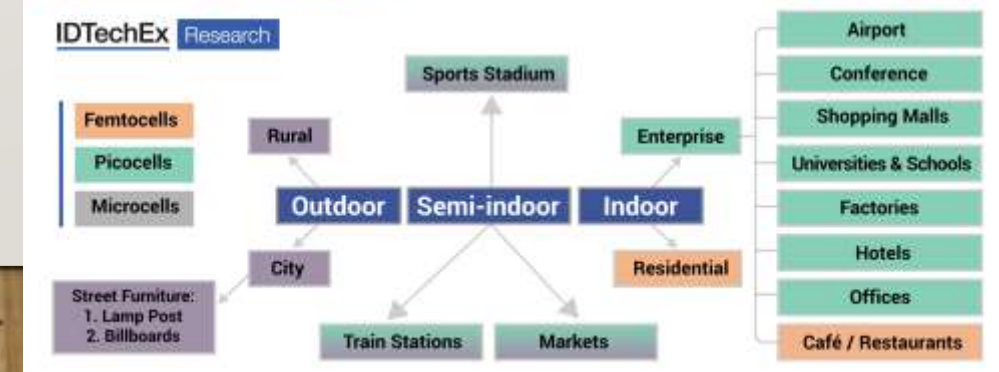 IDTechEx Research
Femtocells
Picocells
Microcells
Sports Stadium
Rural
Enterprise
Outdoor
Semi-indoor
Indoor
City
Residential
Street Furniture:
1. Lamp Post
2. Billboards
Train Stations
Markets
Airport
Conference
Shopping Malls
Universities & Schools
Factories
Hotels
Offices
Café / Restaurants